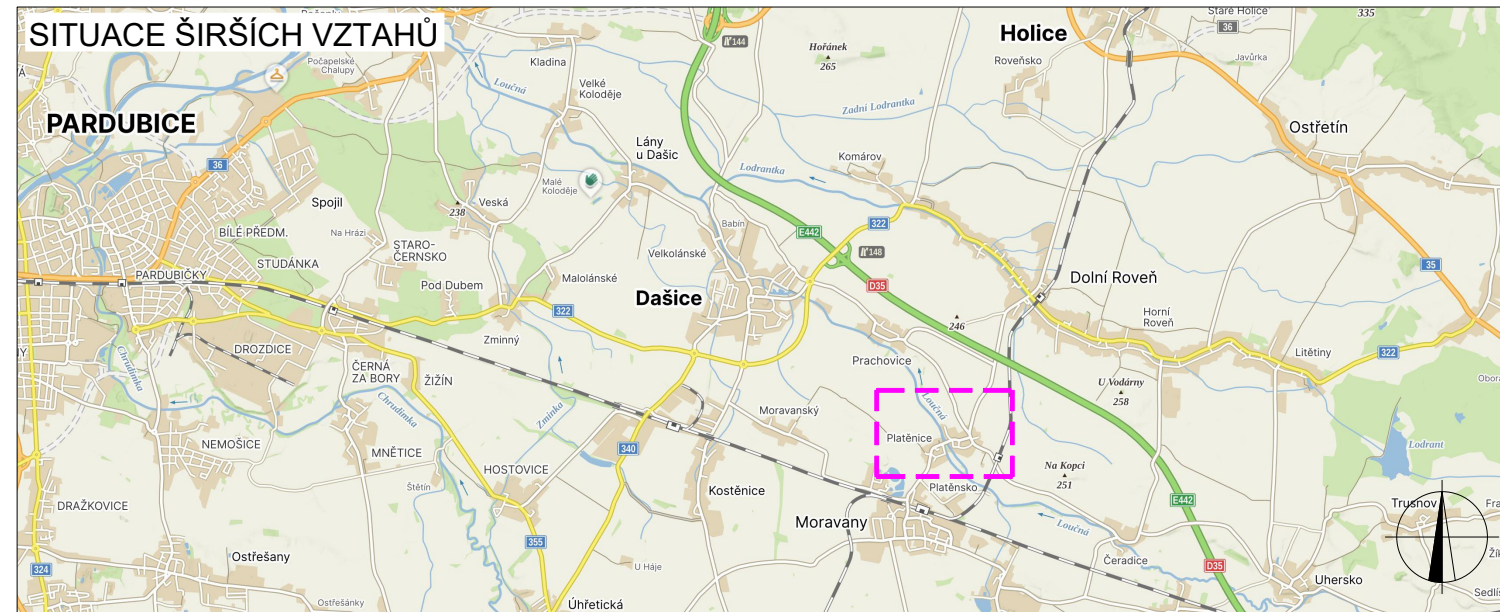 SITUACE ŠIRŠÍCH VZTAHŮ
Počapelské
Chalupy
PARDUBICE
36
Kladina
Loučná
Velké
Koloděje
144
Hořánek
265
Holice
Roveňsko
Staré Holice
36
335
Javůrka
Zadní Lodrantka
Ostřetín
Lány
u Dašic
Malé
Koloděje
Lodrantka
Komárov
Spojil
238
Veská
BÍLÉ PŘEDM.
Na Hrázi
STARO-
ČERNSKO
Babín
E442
322
148
STUDÁNKA
Velkolánské
PARDUBIČKY
Pod Dubem
Malolánské
Dašice
D35
Dolní Roveň
35
322
246
Horní
Roveň
Chrudimka
DROZDICE
Zminný
Prachovice
Litětiny
322
ČERNÁ
ZA BORY
ŽIŽÍN
U Vodárny
258
Chrudimka
Zminka
Moravanský
Loučná
Platěnice
NEMOŠICE
MNĚTICE
340
Lodrant
HOSTOVICE
Na Kopci
251
Štětín
Kostěnice
Platěnsko
E442
DRAŽKOVICE
Trusnov
Moravany
Loučná
355
Ostřešany
Čeradice
U Háje
D35
324
Uhersko
Ostřešánky
Úhřetická